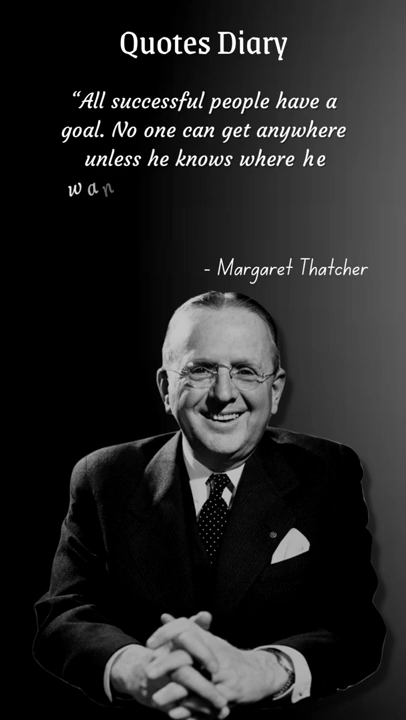 Quotes Diary
“All successful people have a
goal. No one can get anywhere
unless he knows where he
wan
- Margaret Thatcher